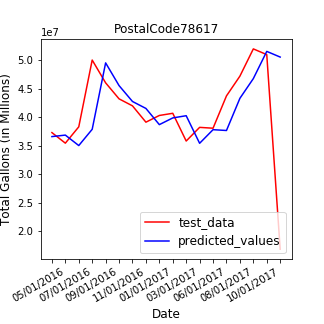 PostalCode78617
1e7
Total Gallons (in Millions)
5.0
4.5
4.0
3.5
3.0
2.5
2.0
test_data
predicted_values
05/01/2016
07/01/2016
09/01/2016
11/01/2016
01/01/2017
03/01/2017
06/01/2017
08/01/2017
10/01/2017
Date